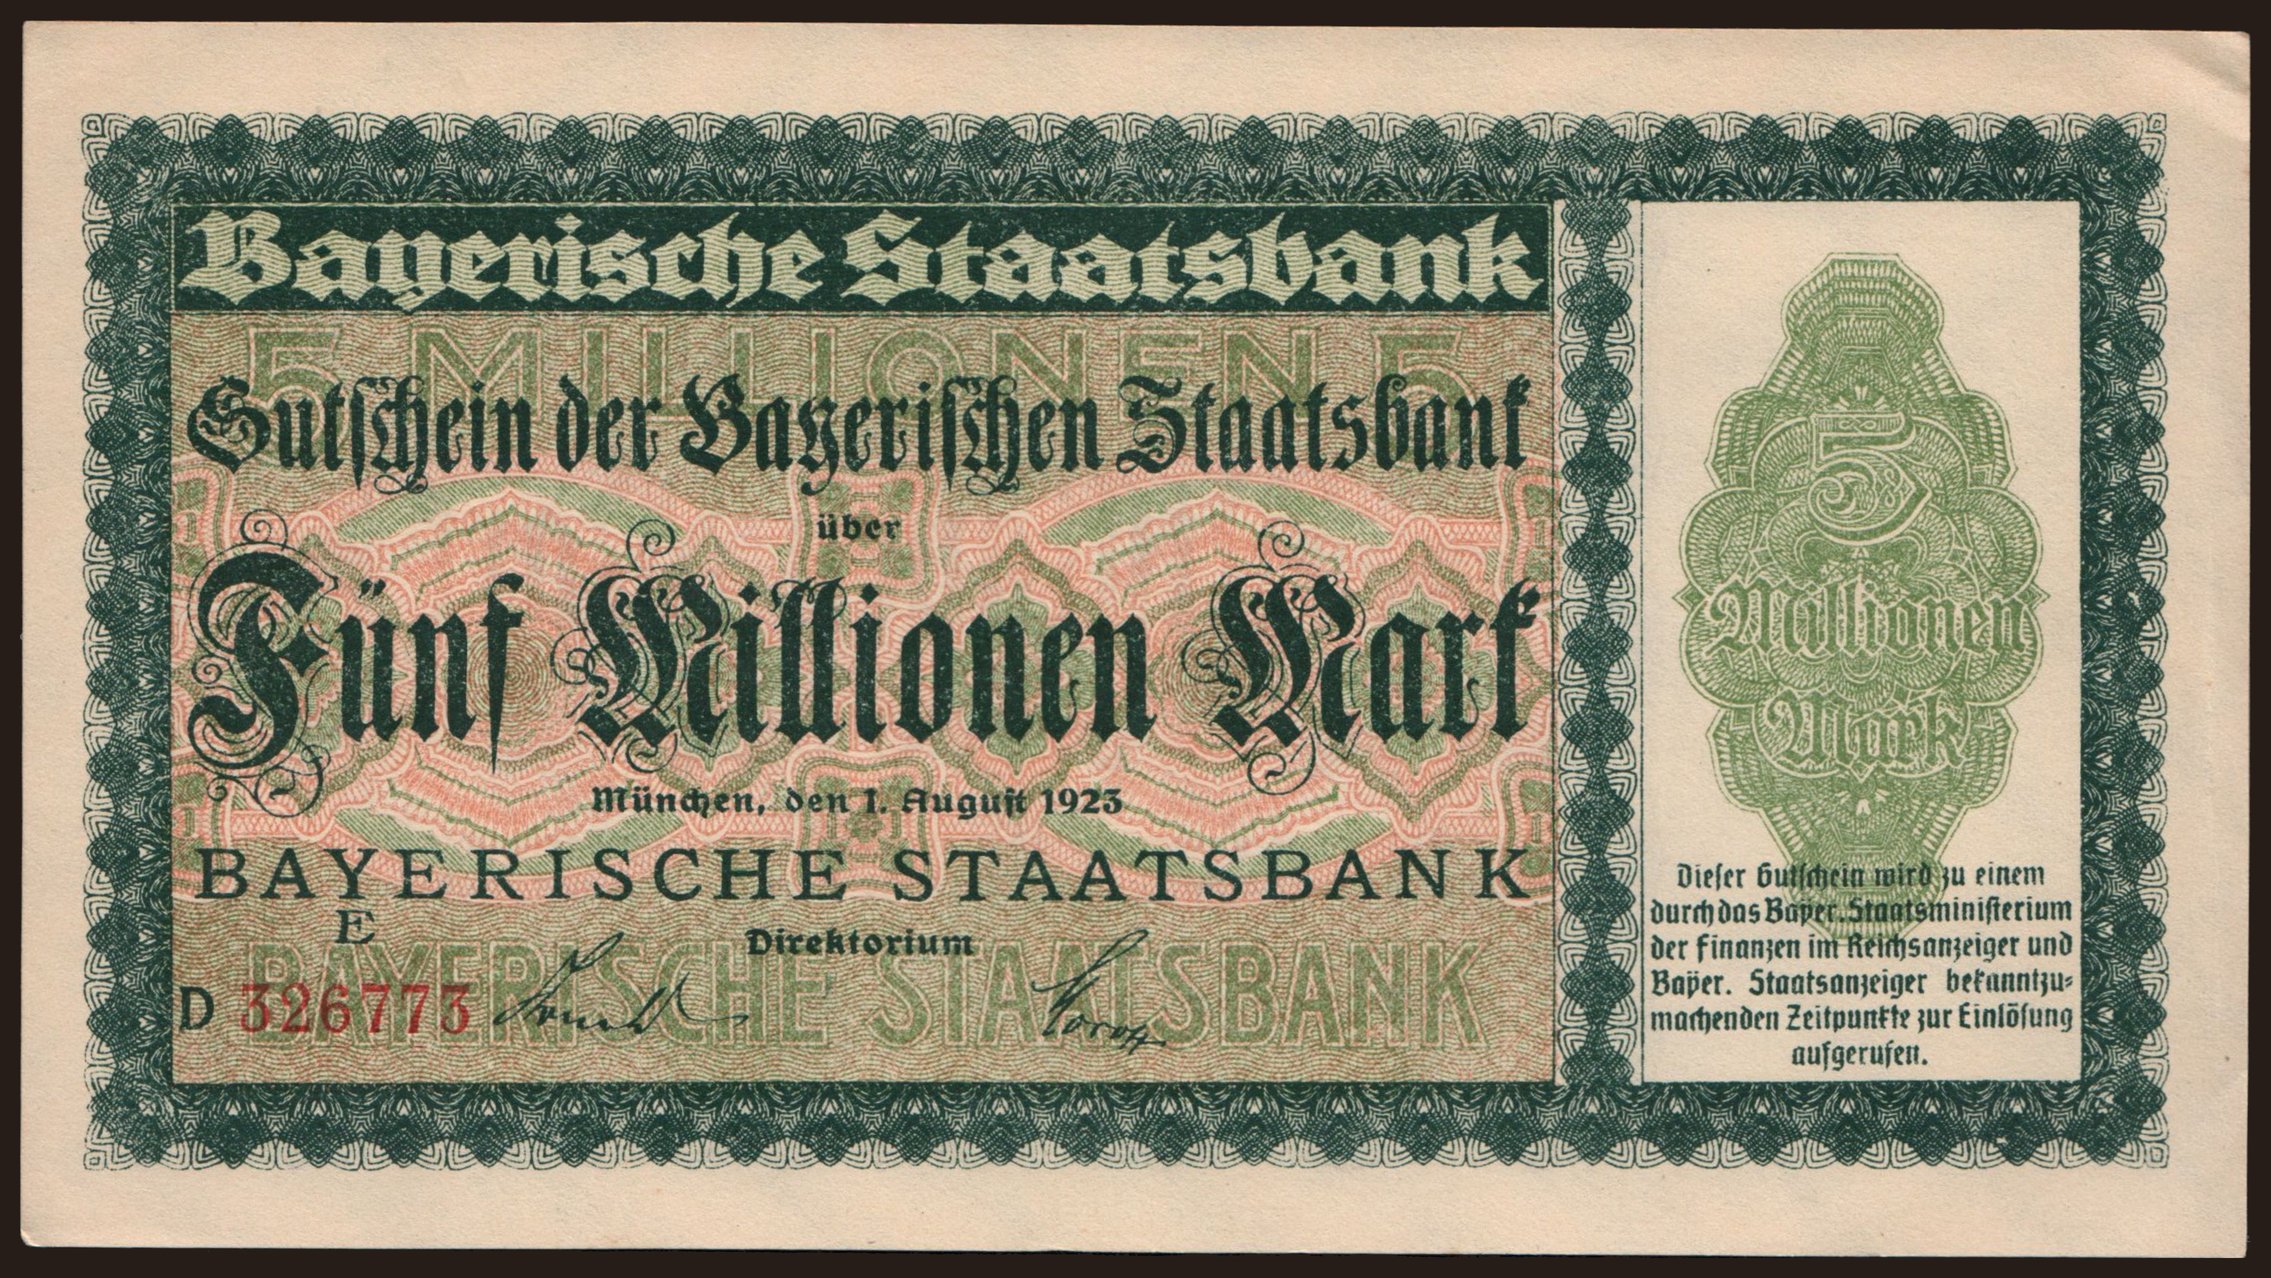 Bayerische Staatsbank
5 MILLIONEN 5
Gutschein der Bayerischen Staatsbank
über
Fünf Millionen Mark
München, den 1. August 1923
BAYERISCHE STAATSBANK
E
Direktorium
BAYERISCHE STAATSBANK
D 326773
5
Millionen
Mark
Dieser Gutschein wird zu einem
durch das Bayer. Staatsministerium
der Finanzen im Reichsanzeiger und
Bayer. Staatsanzeiger bekanntzu-
machenden Zeitpunkte zur Einlösung
aufgerufen.